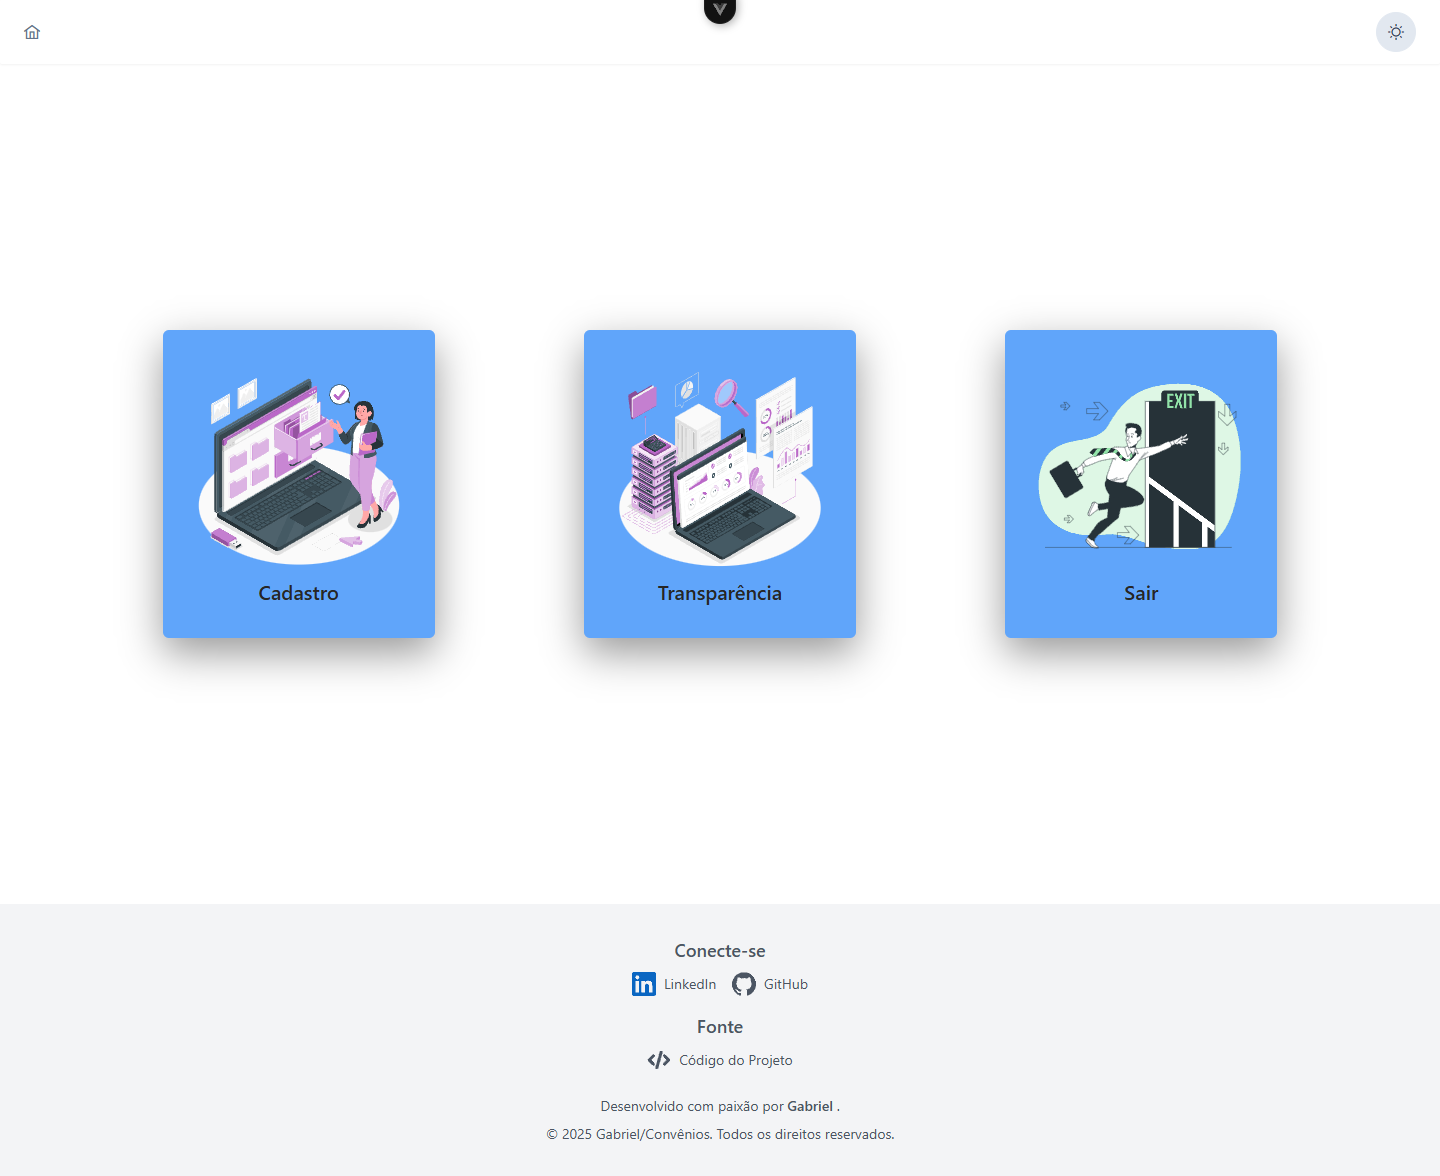 EXIT
Cadastro
Transparência
Sair
Conecte-se
LinkedIn GitHub
Fonte
Código do Projeto
Desenvolvido com paixão por Gabriel .
© 2025 Gabriel/Convênios. Todos os direitos reservados.